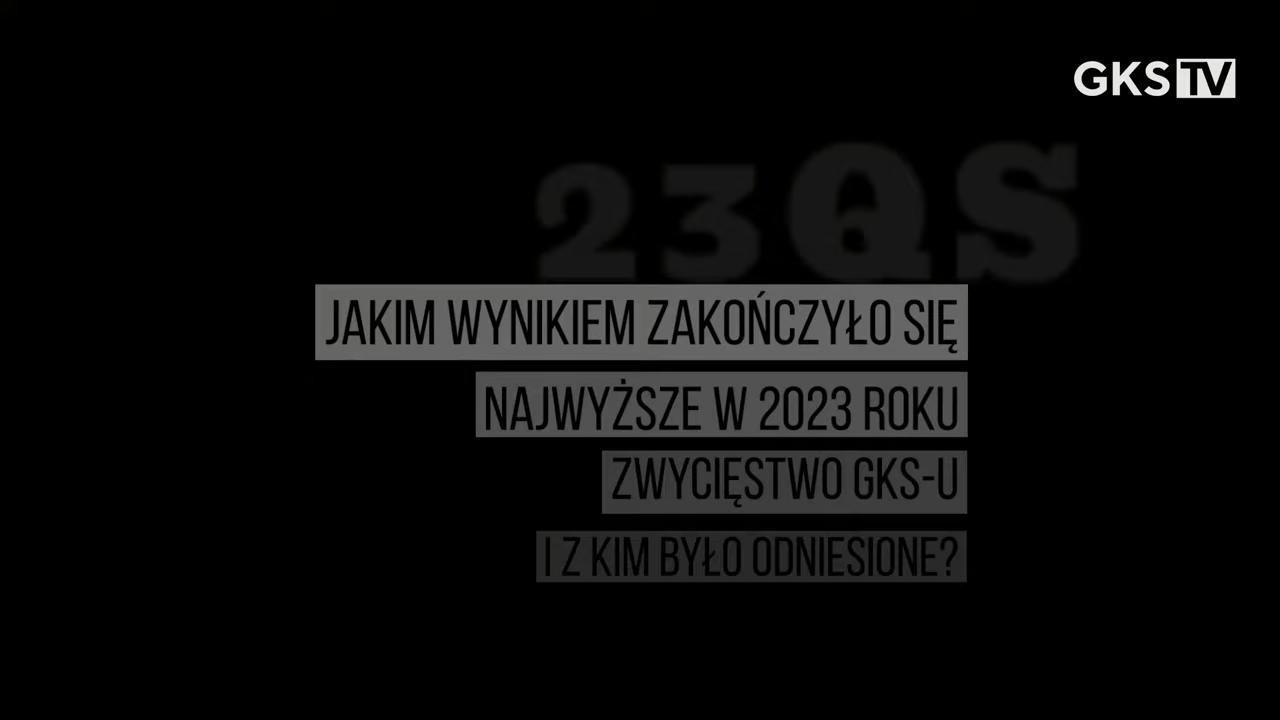 GKS TV
23QS
JAKIM WYNIKIEM ZAKOŃCZYŁO SIĘ
NAJWYŻSZE W 2023 ROKU
ZWYCIĘSTWO GKS-U
I Z KIM BYŁO ODNIESIONE?